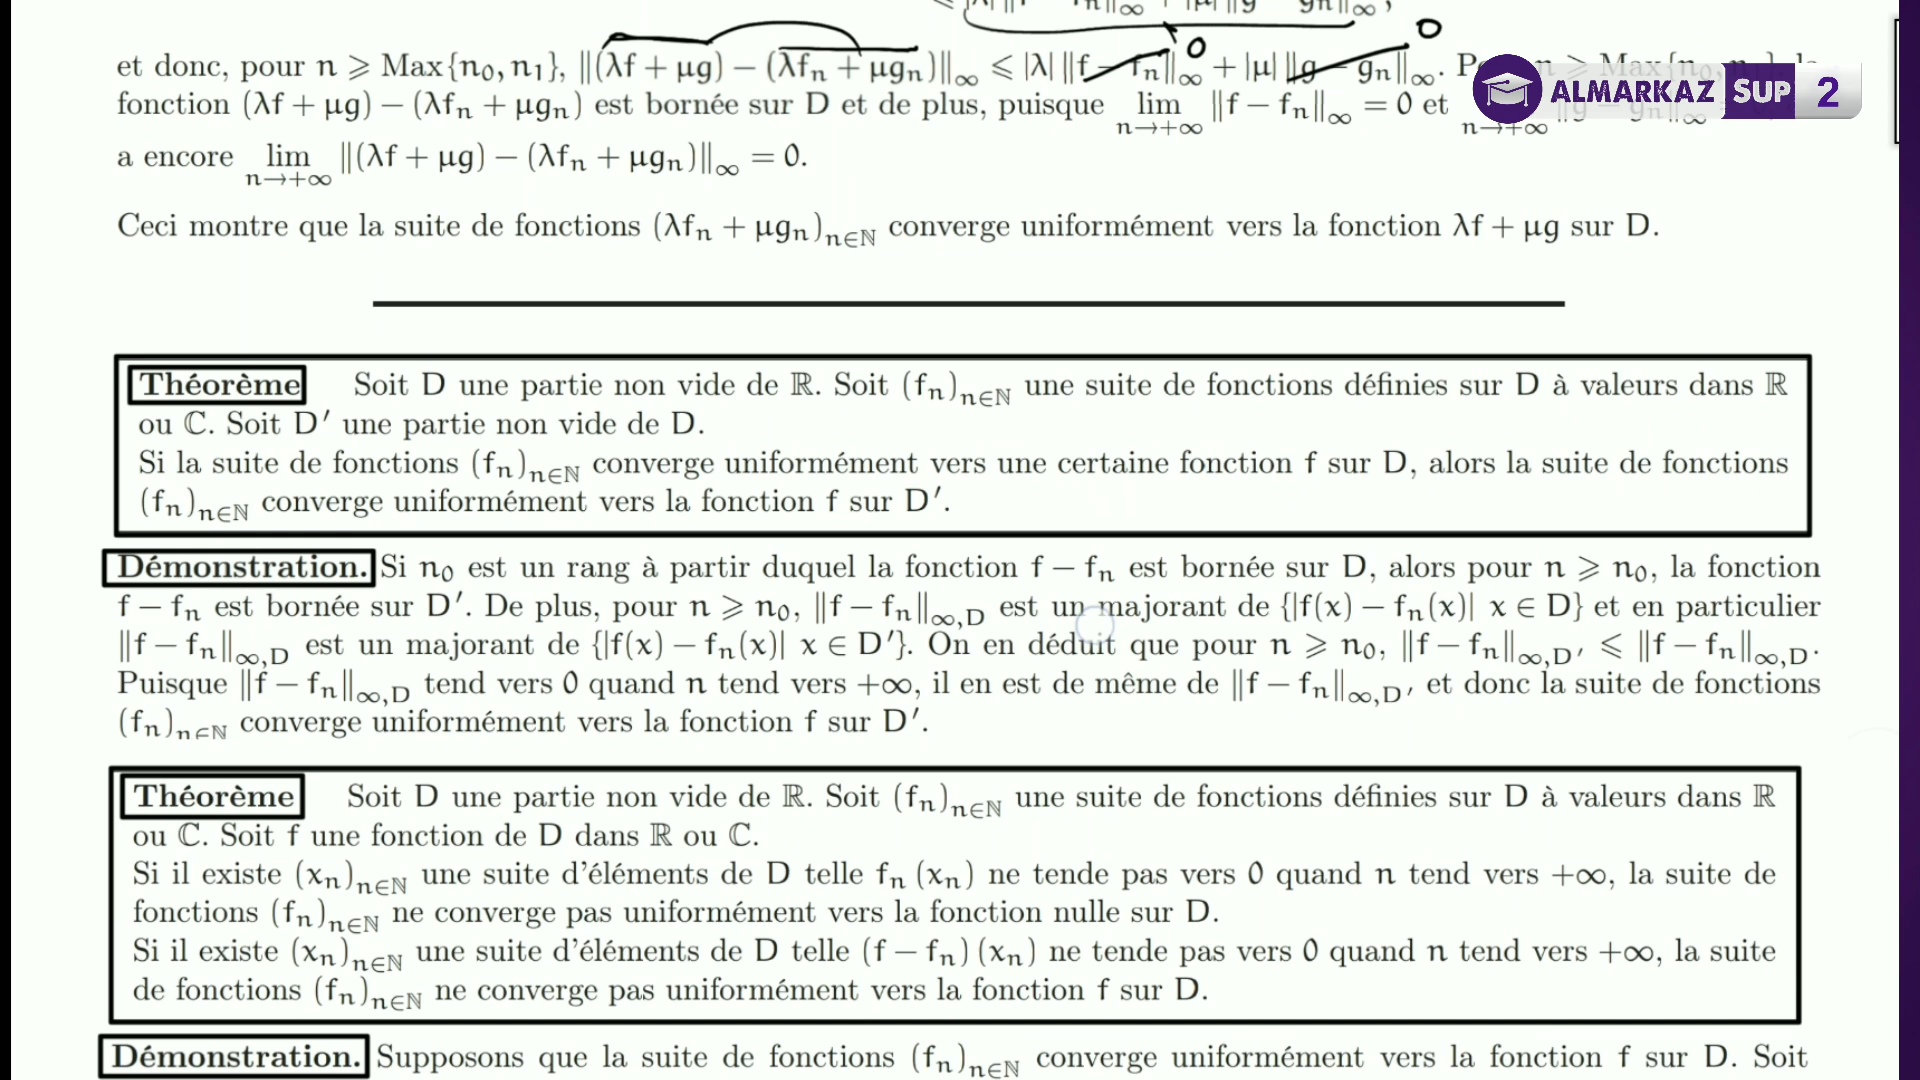 et donc, pour n ⩾ Max{n₀, n₁}, ‖(λf + μg) − (λfₙ + μgₙ)‖∞ ⩽ |λ| ‖f − fₙ‖∞ + |μ| ‖g − gₙ‖∞. 0 0
ALMARKAZ SUP 2
fonction (λf + μg) − (λfₙ + μgₙ) est bornée sur D et de plus, puisque lim n→+∞ ‖f − fₙ‖∞ = 0 et lim n→+∞ ‖g − gₙ‖∞
a encore lim n→+∞ ‖(λf + μg) − (λfₙ + μgₙ)‖∞ = 0.
Ceci montre que la suite de fonctions (λfₙ + μgₙ)n∈ℕ converge uniformément vers la fonction λf + μg sur D.
Théorème Soit D une partie non vide de ℝ. Soit (fₙ)n∈ℕ une suite de fonctions définies sur D à valeurs dans ℝ
ou ℂ. Soit D′ une partie non vide de D.
Si la suite de fonctions (fₙ)n∈ℕ converge uniformément vers une certaine fonction f sur D, alors la suite de fonctions
(fₙ)n∈ℕ converge uniformément vers la fonction f sur D′.
Démonstration. Si n₀ est un rang à partir duquel la fonction f − fₙ est bornée sur D, alors pour n ⩾ n₀, la fonction
f − fₙ est bornée sur D′. De plus, pour n ⩾ n₀, ‖f − fₙ‖∞,D est un majorant de {|f(x) − fₙ(x)| x ∈ D} et en particulier
‖f − fₙ‖∞,D est un majorant de {|f(x) − fₙ(x)| x ∈ D′}. On en déduit que pour n ⩾ n₀, ‖f − fₙ‖∞,D′ ⩽ ‖f − fₙ‖∞,D.
Puisque ‖f − fₙ‖∞,D tend vers 0 quand n tend vers +∞, il en est de même de ‖f − fₙ‖∞,D′ et donc la suite de fonctions
(fₙ)n∈ℕ converge uniformément vers la fonction f sur D′.
Théorème Soit D une partie non vide de ℝ. Soit (fₙ)n∈ℕ une suite de fonctions définies sur D à valeurs dans ℝ
ou ℂ. Soit f une fonction de D dans ℝ ou ℂ.
Si il existe (xₙ)n∈ℕ une suite d'éléments de D telle fₙ (xₙ) ne tende pas vers 0 quand n tend vers +∞, la suite de
fonctions (fₙ)n∈ℕ ne converge pas uniformément vers la fonction nulle sur D.
Si il existe (xₙ)n∈ℕ une suite d'éléments de D telle (f − fₙ) (xₙ) ne tende pas vers 0 quand n tend vers +∞, la suite
de fonctions (fₙ)n∈ℕ ne converge pas uniformément vers la fonction f sur D.
Démonstration. Supposons que la suite de fonctions (fₙ)n∈ℕ converge uniformément vers la fonction f sur D. Soit